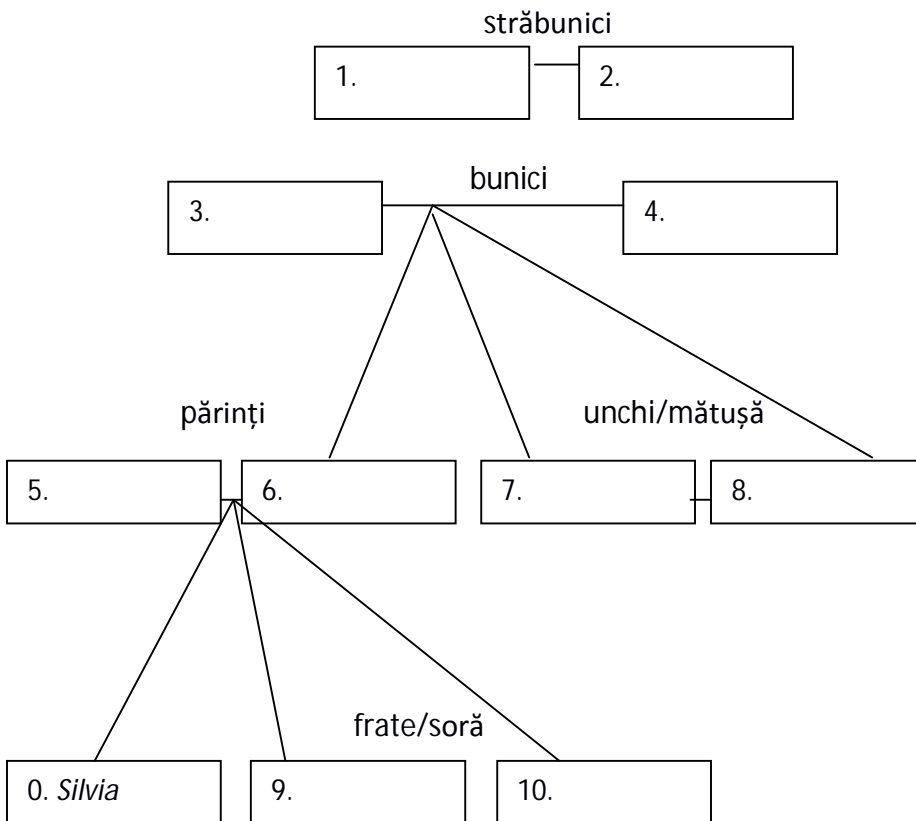 străbunici
1. 2.
bunici
3. 4.
părinți unchi/mătușă
5. 6. 7. 8.
frate/soră
0. Silvia 9. 10.